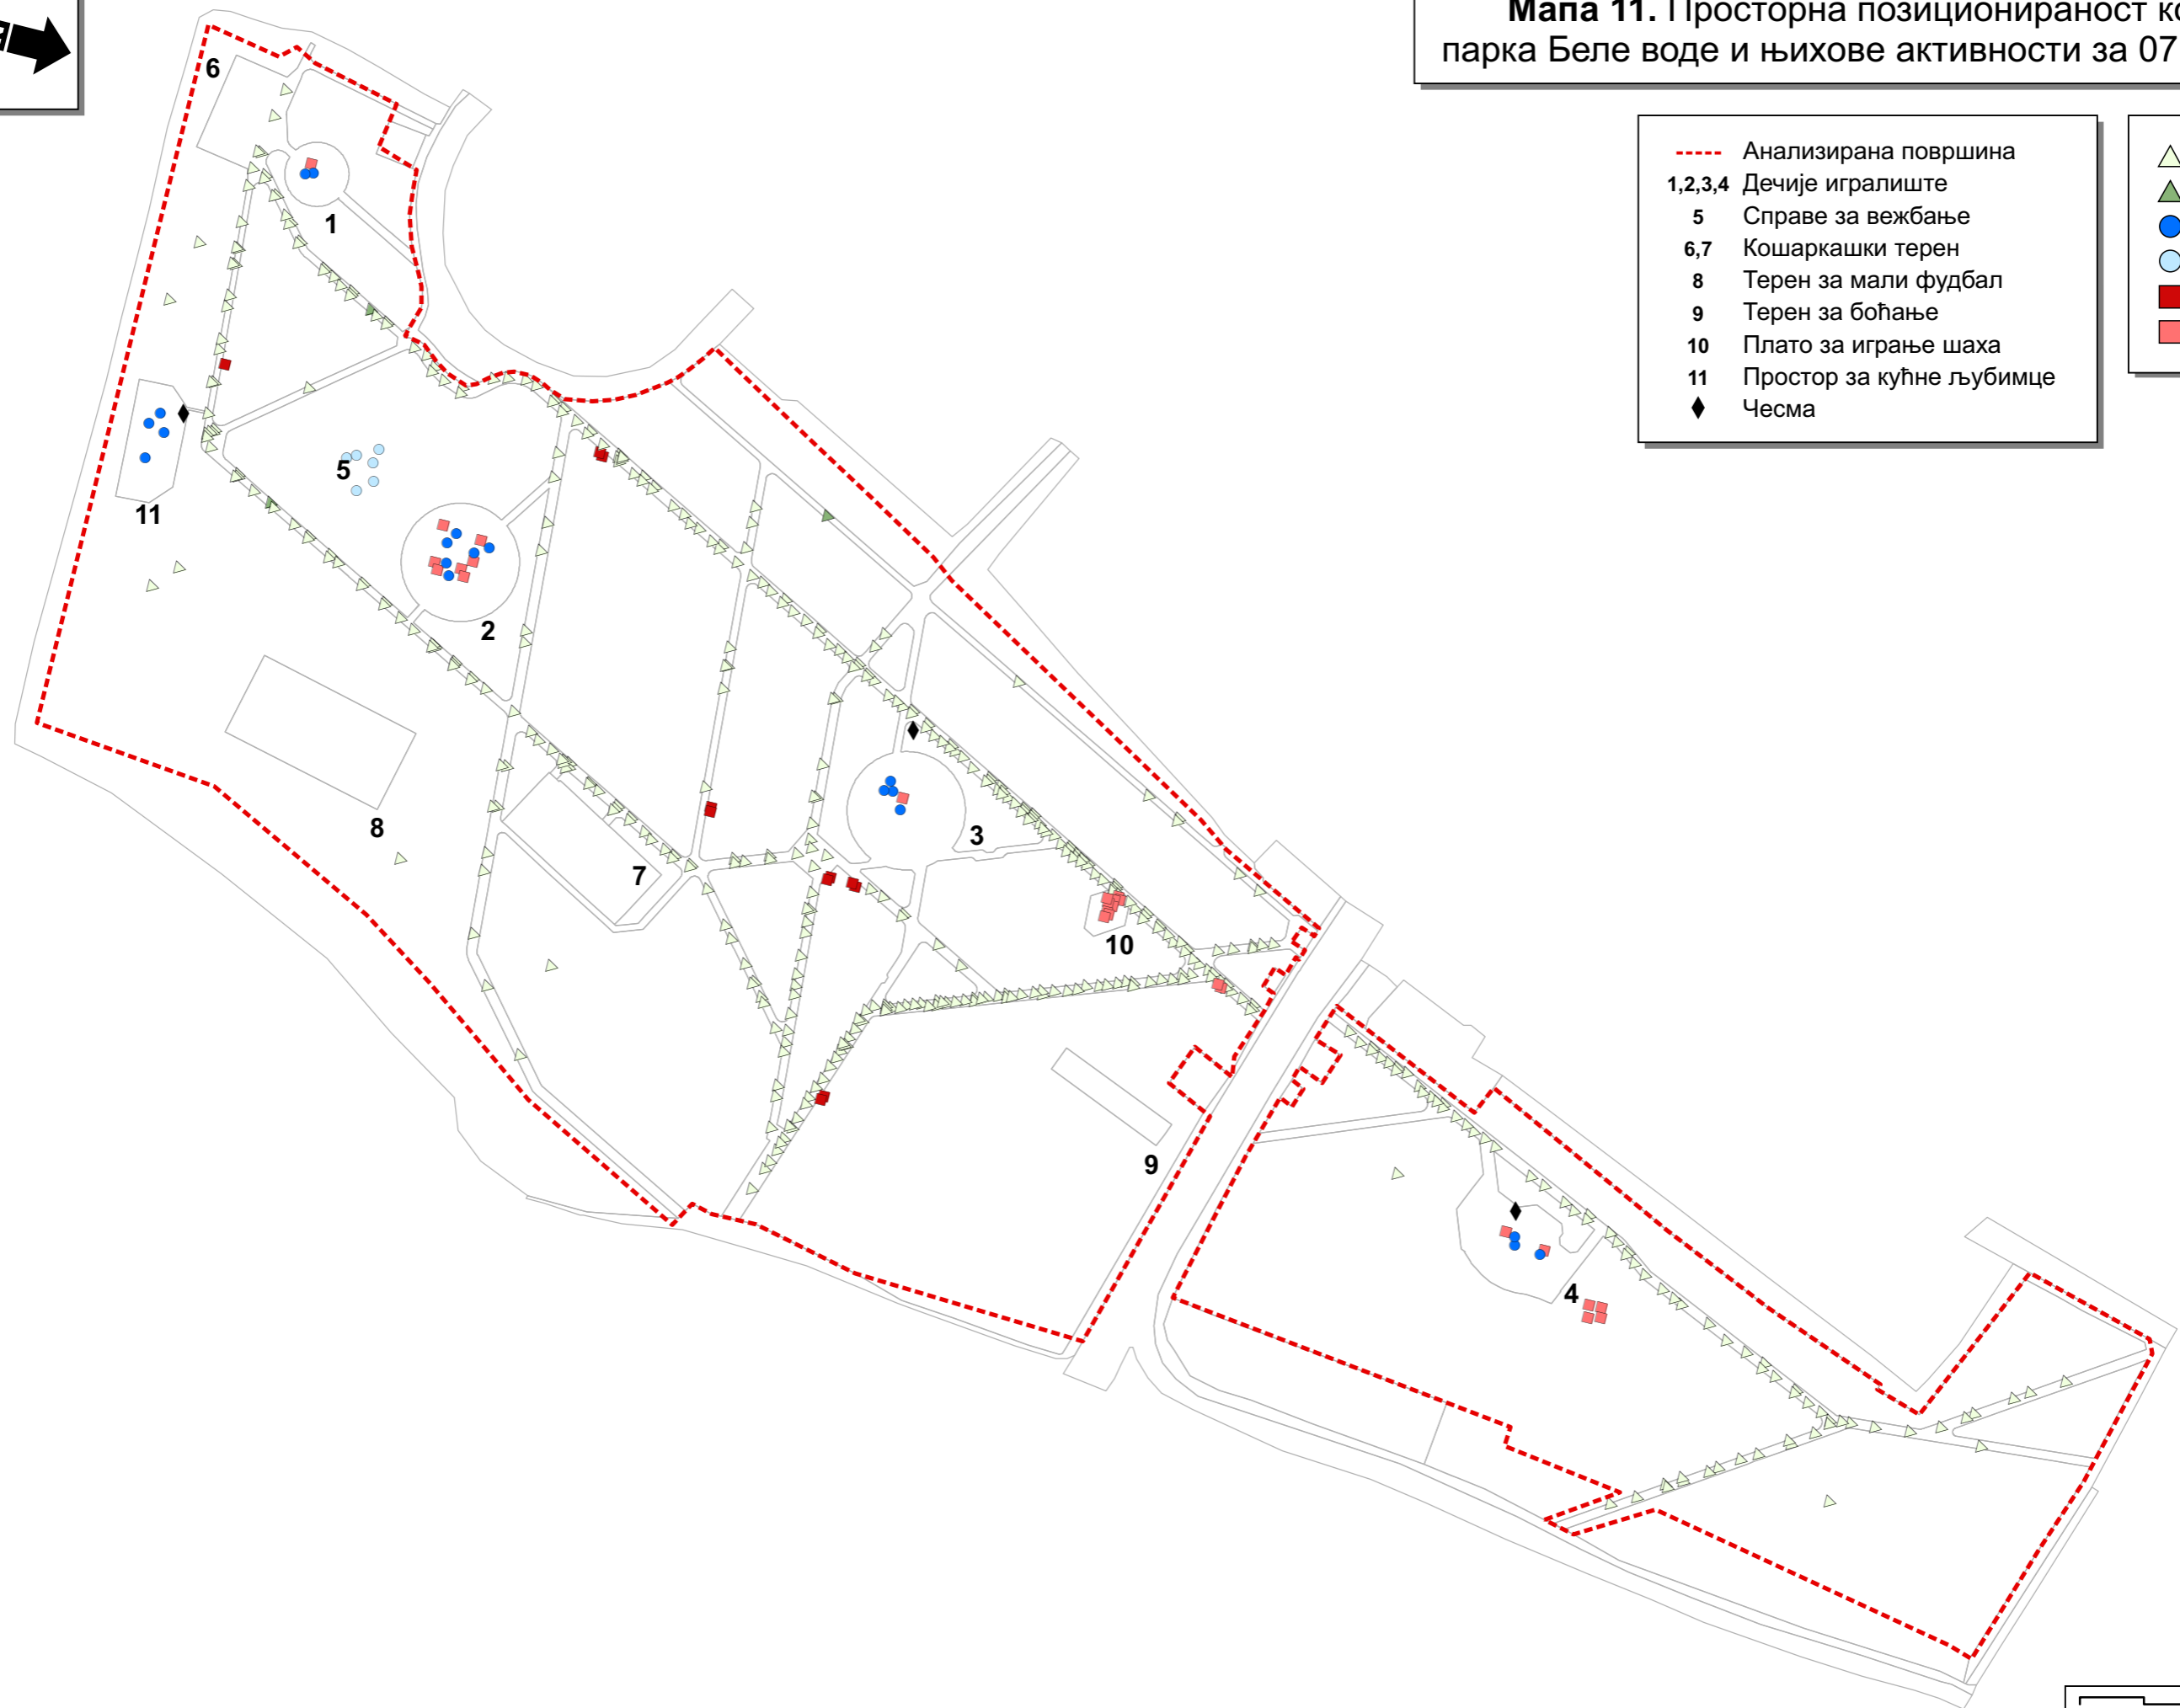 Мапа 11. Просторна позиционираност
парка Беле воде и њихове активности за 07
1,2,3,4 Дечије игралиште
5 Справе за вежбање
6,7 Кошаркашки терен
8 Терен за мали фудбал
9 Терен за боћање
10 Плато за играње шаха
11 Простор за кућне љубимце
Чесма
Анализирана површина
6
1
5
11
2
8
7
3
10
9
4